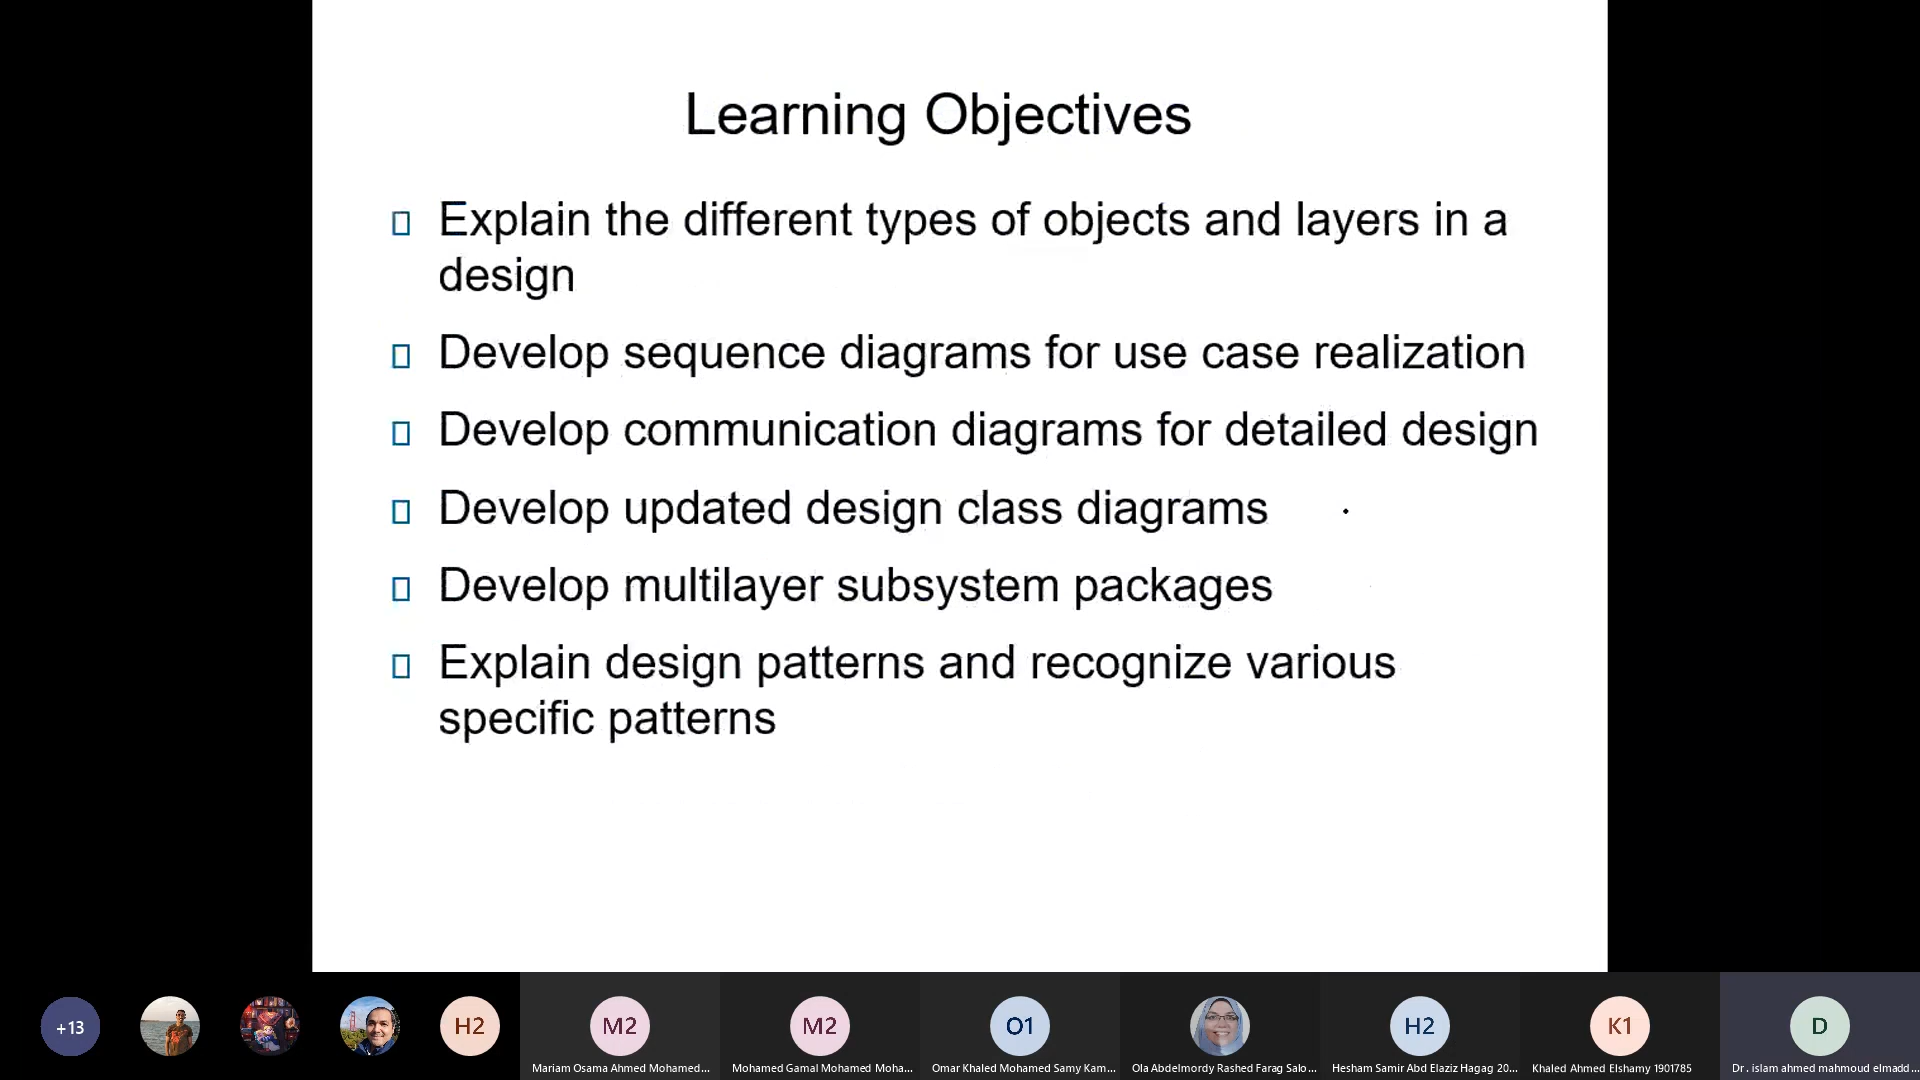 Learning Objectives
Explain the different types of objects and layers in a
design
Develop sequence diagrams for use case realization
Develop communication diagrams for detailed design
Develop updated design class diagrams
Develop multilayer subsystem packages
Explain design patterns and recognize various
specific patterns
+13
H2
M2
M2
O1
H2
K1
D
Mariam Osama Ahmed Mohamed...
Mohamed Gamal Mohamed Moha...
Omar Khaled Mohamed Samy Kam...
Ola Abdelmordy Rashed Farag Salo...
Hesham Samir Abd Elaziz Hagag 20...
Khaled Ahmed Elshamy 1901785
Dr. islam ahmed mahmoud elmadd...